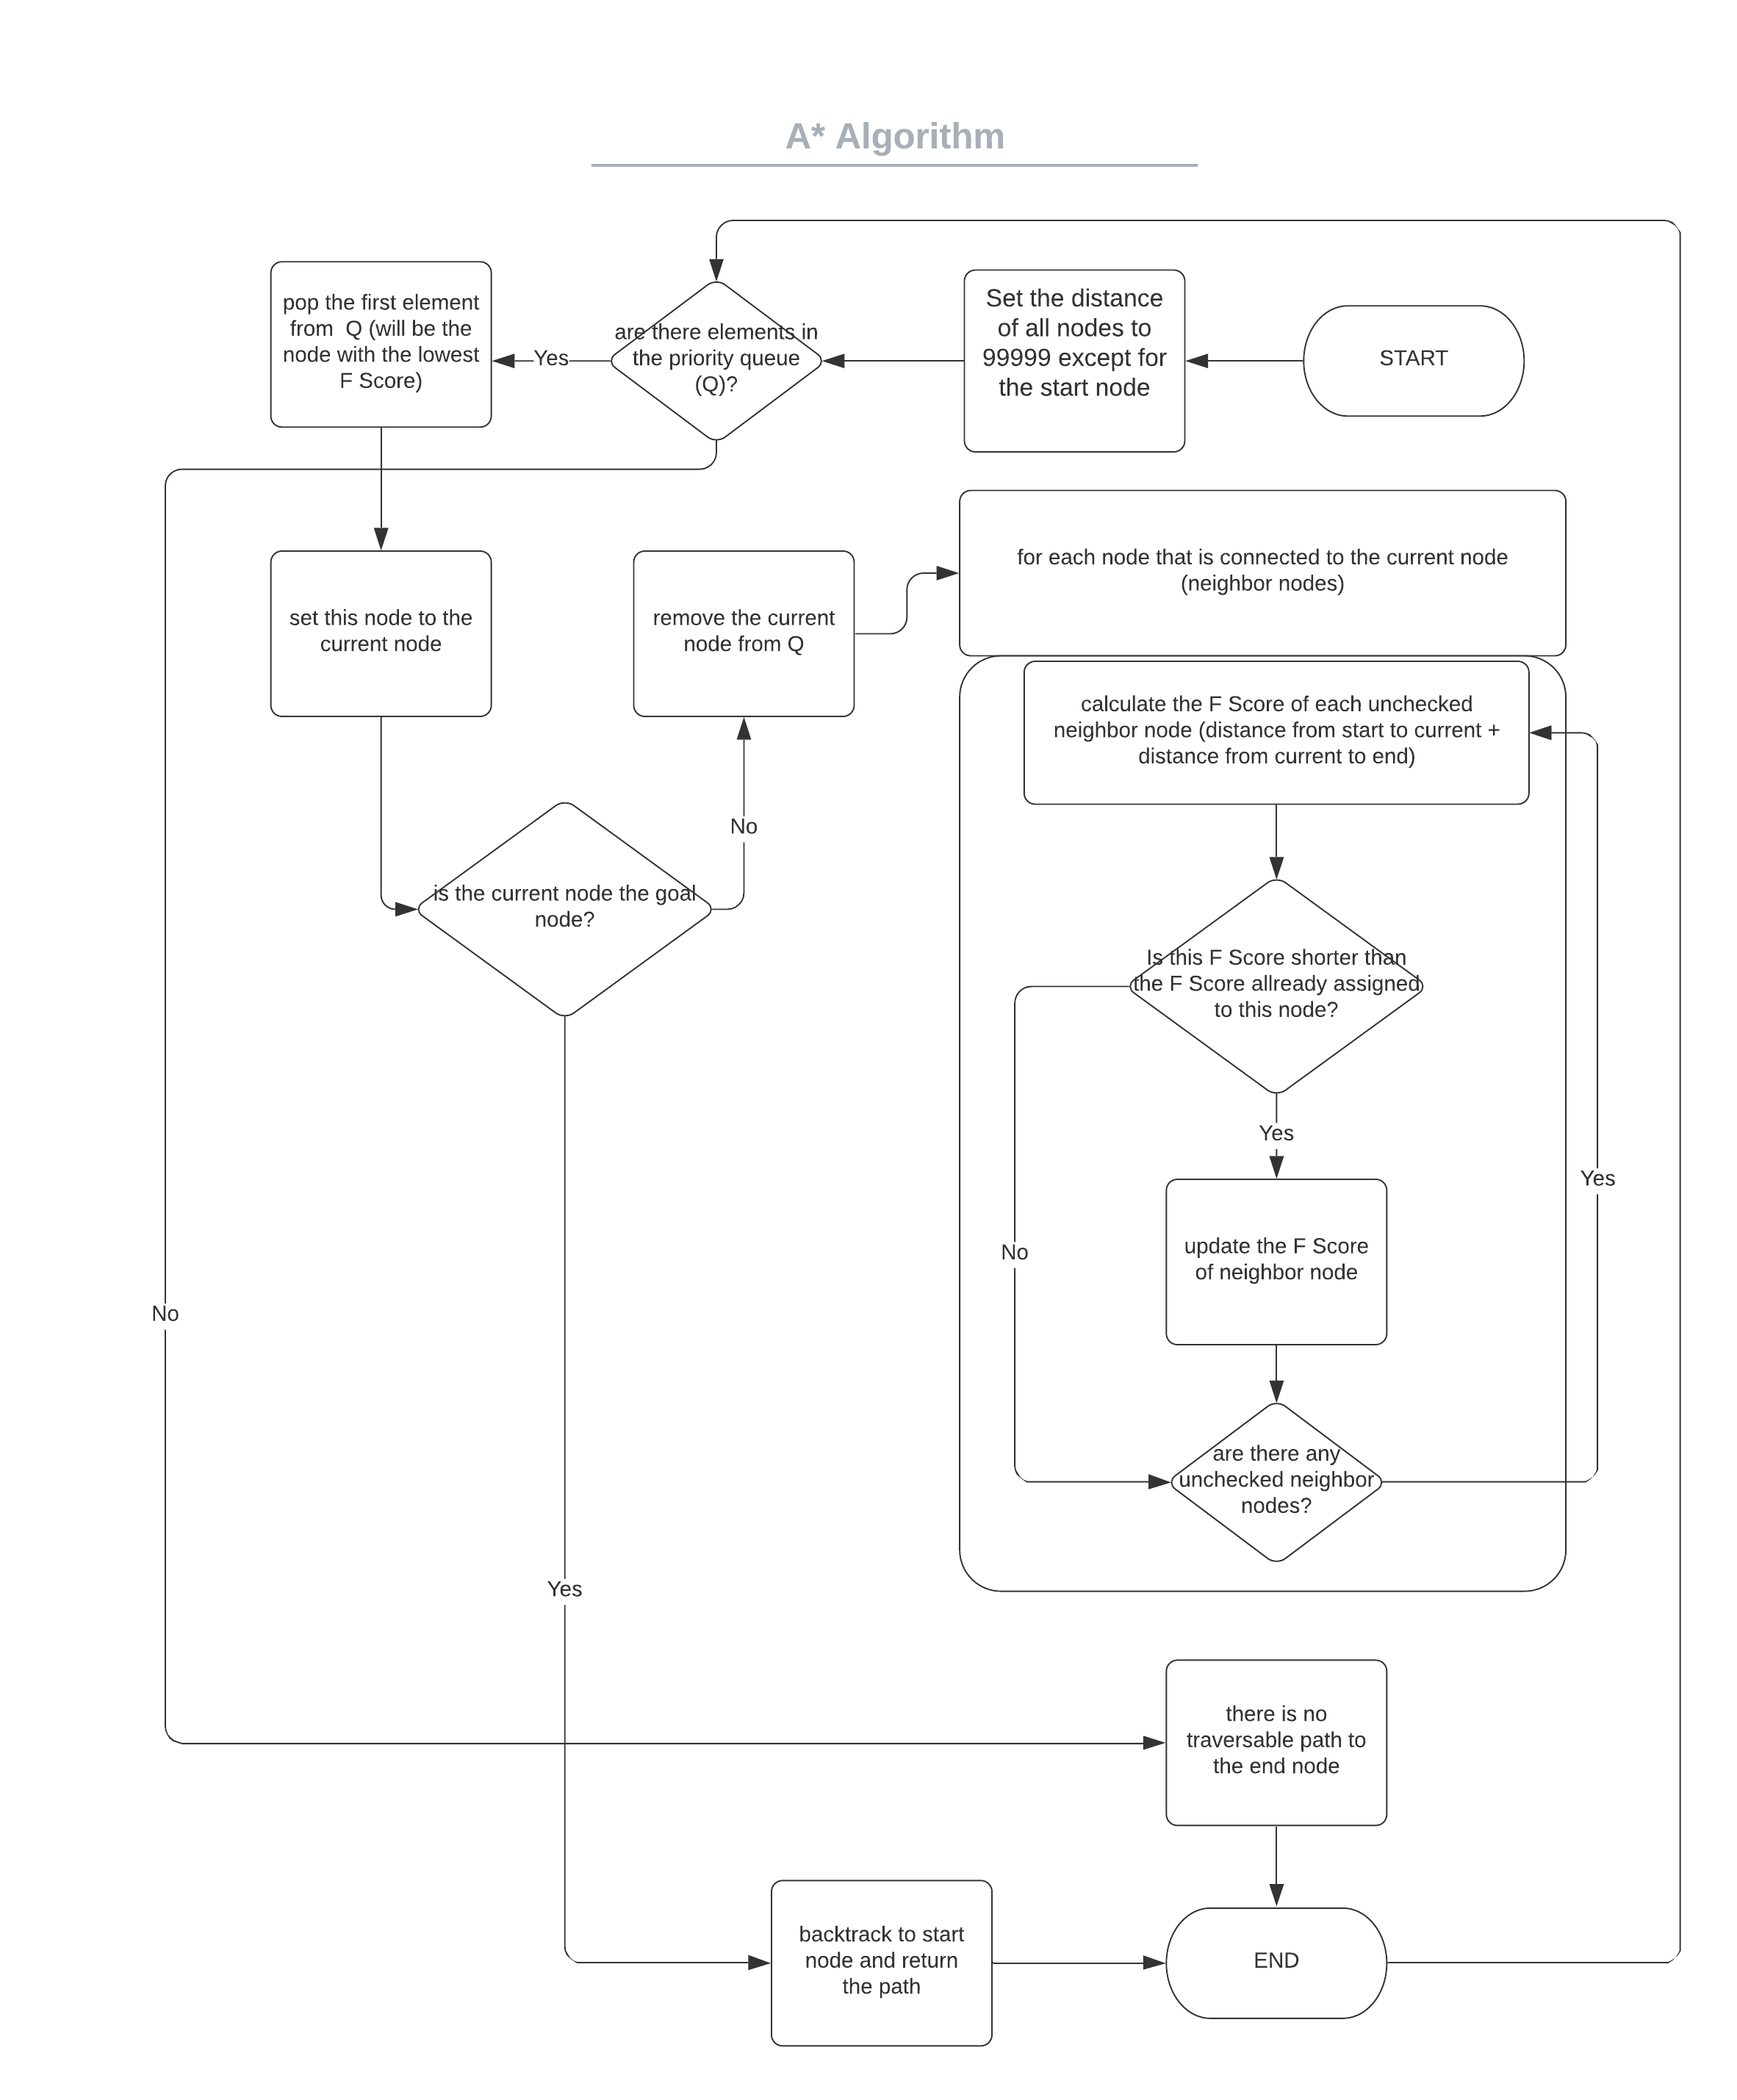 A* Algorithm
START
Set the distance
of all nodes to
99999 except for
the start node
are there elements in
the priority queue
(Q)?
Yes
pop the first element
from  Q (will be the
node with the lowest
F Score)
set this node to the
current node
is the current node the goal
node?
No
remove the current
node from Q
for each node that is connected to the current node
(neighbor nodes)
calculate the F Score of each unchecked
neighbor node (distance from start to current +
distance from current to end)
Is this F Score shorter than
the F Score allready assigned
to this node?
Yes
No
update the F Score
of neighbor node
are there any
unchecked neighbor
nodes?
Yes
No
Yes
there is no
traversable path to
the end node
backtrack to start
node and return
the path
END